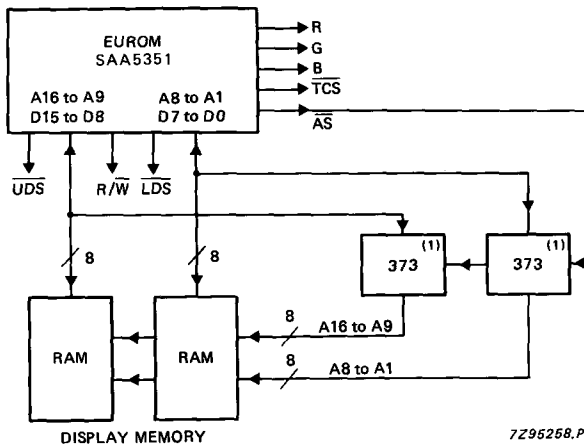 EUROM
SAA5351
R
G
B
TCS
AS
A16 to A9
D15 to D8
A8 to A1
D7 to D0
UDS
R/W
LDS
8
8
373
(1)
373
(1)
RAM
RAM
8
A16 to A9
8
A8 to A1
DISPLAY MEMORY
7Z95258.P